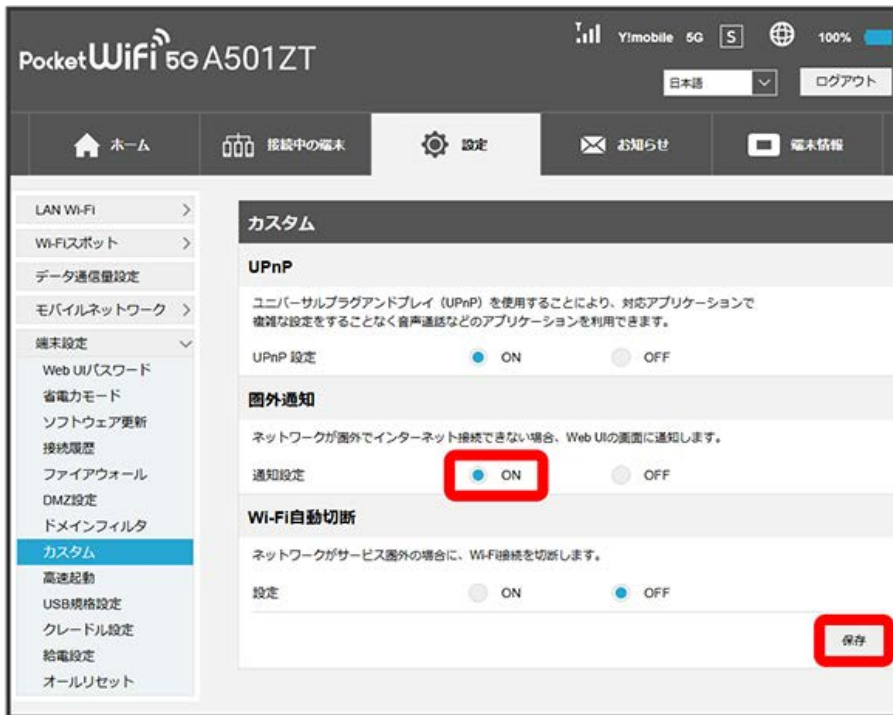 Pocket WiFi 5G A501ZT
Y!mobile 5G S 100%
日本語 ログアウト
ホーム 接続中の端末 設定 お知らせ 端末情報
LAN Wi-Fi
Wi-Fiスポット
データ通信量設定
モバイルネットワーク
端末設定
Web UIパスワード
省電力モード
ソフトウェア更新
接続履歴
ファイアウォール
DMZ設定
ドメインフィルタ
カスタム
高速起動
USB規格設定
クレードル設定
給電設定
オールリセット
カスタム
UPnP
ユニバーサルプラグアンドプレイ（UPnP）を使用することにより、対応アプリケーションで
複雑な設定をすることなく音声通話などのアプリケーションを利用できます。
UPnP 設定 ON OFF
圏外通知
ネットワークが圏外でインターネット接続できない場合、Web UIの画面に通知します。
通知設定 ON OFF
Wi-Fi自動切断
ネットワークがサービス圏外の場合に、Wi-Fi接続を切断します。
設定 ON OFF
保存